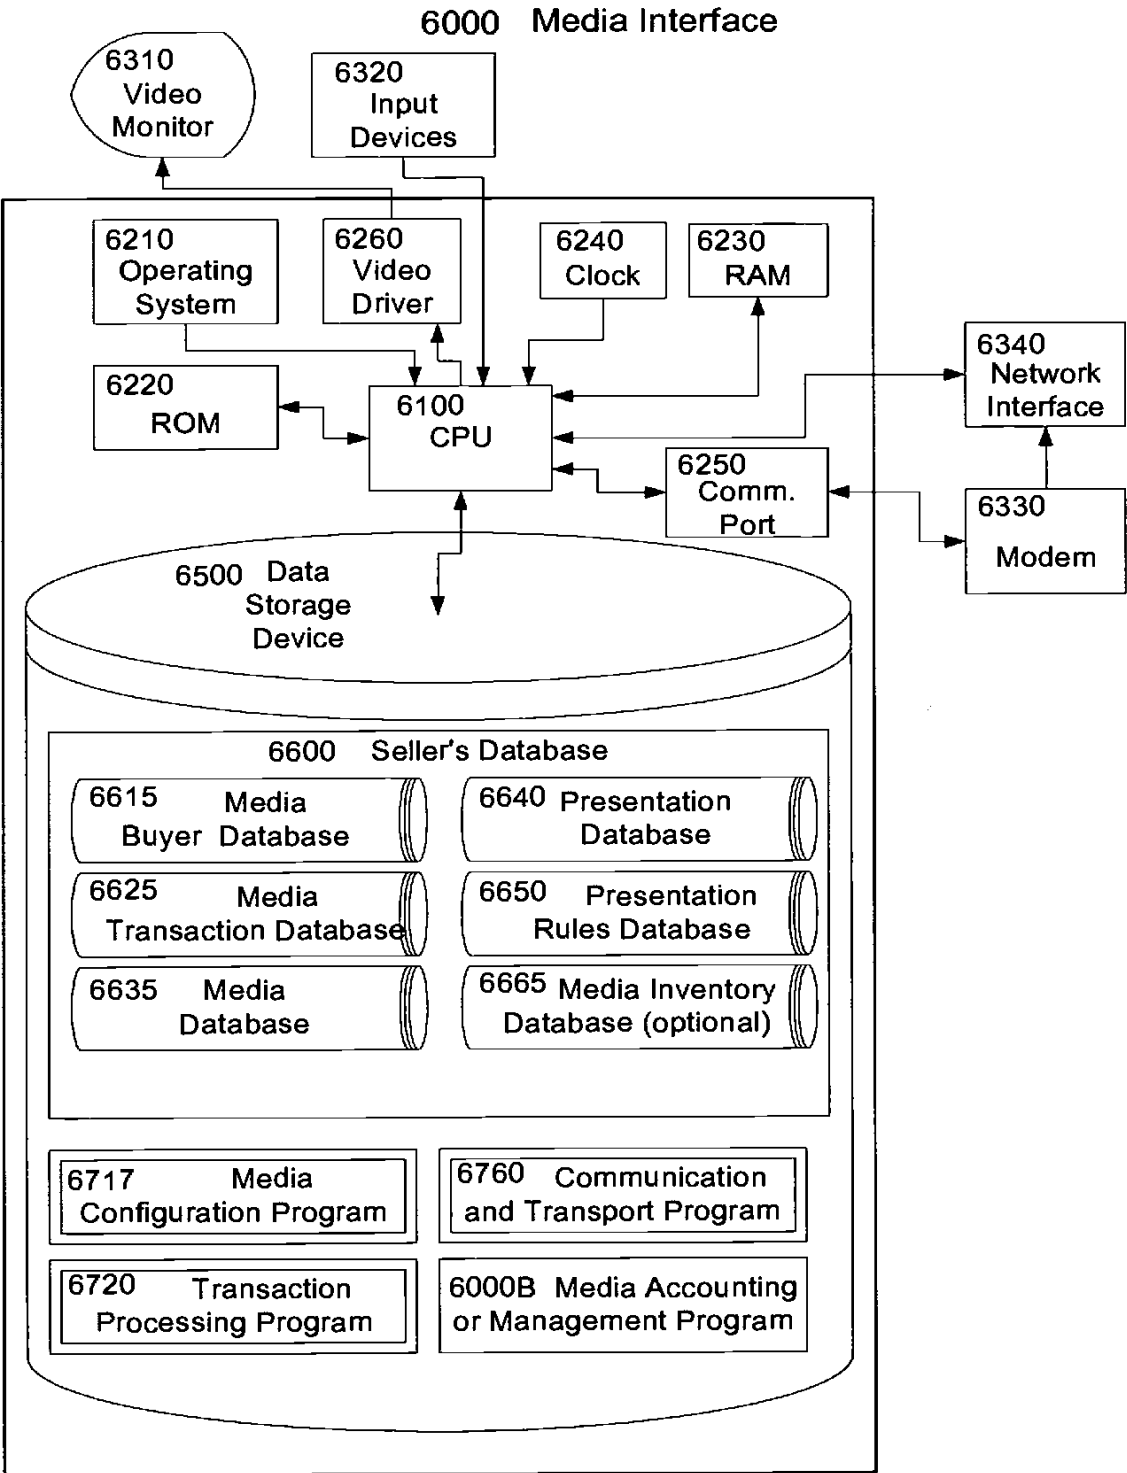 6000 Media Interface
6310
Video
Monitor
6320
Input
Devices
6210
Operating
System
6260
Video
Driver
6240
Clock
6230
RAM
6340
Network
Interface
6220
ROM
6100
CPU
6250
Comm.
Port
6330
Modem
6500 Data
Storage
Device
6600 Seller's Database
6615 Media
Buyer Database
6640 Presentation
Database
6625 Media
Transaction Database
6650 Presentation
Rules Database
6635 Media
Database
6665 Media Inventory
Database (optional)
6717 Media
Configuration Program
6760 Communication
and Transport Program
6720 Transaction
Processing Program
6000B Media Accounting
or Management Program